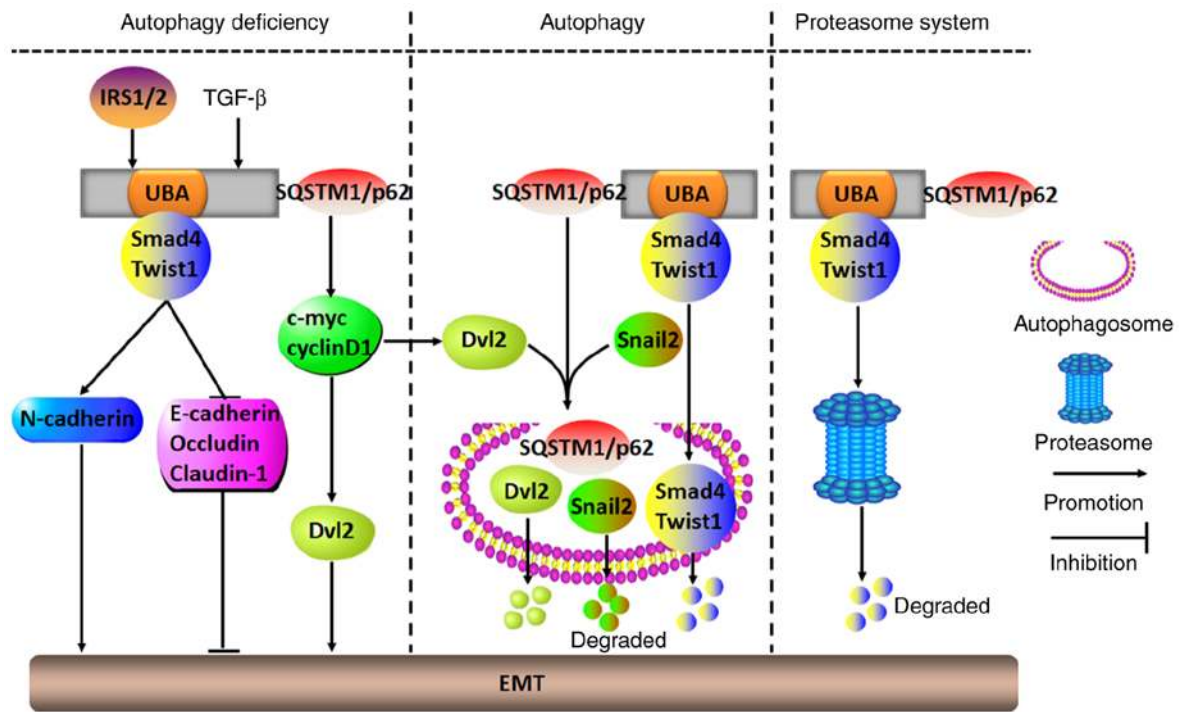 Autophagy deficiency
Autophagy
Proteasome system
IRS1/2
TGF-β
UBA
SQSTM1/p62
Smad4
Twist1
c-myc
cyclinD1
N-cadherin
E-cadherin
Occludin
Claudin-1
Dvl2
SQSTM1/p62
UBA
Smad4
Twist1
Dvl2
Snail2
SQSTM1/p62
Dvl2
Snail2
Smad4
Twist1
Degraded
UBA
SQSTM1/p62
Smad4
Twist1
Degraded
Autophagosome
Proteasome
Promotion
Inhibition
EMT